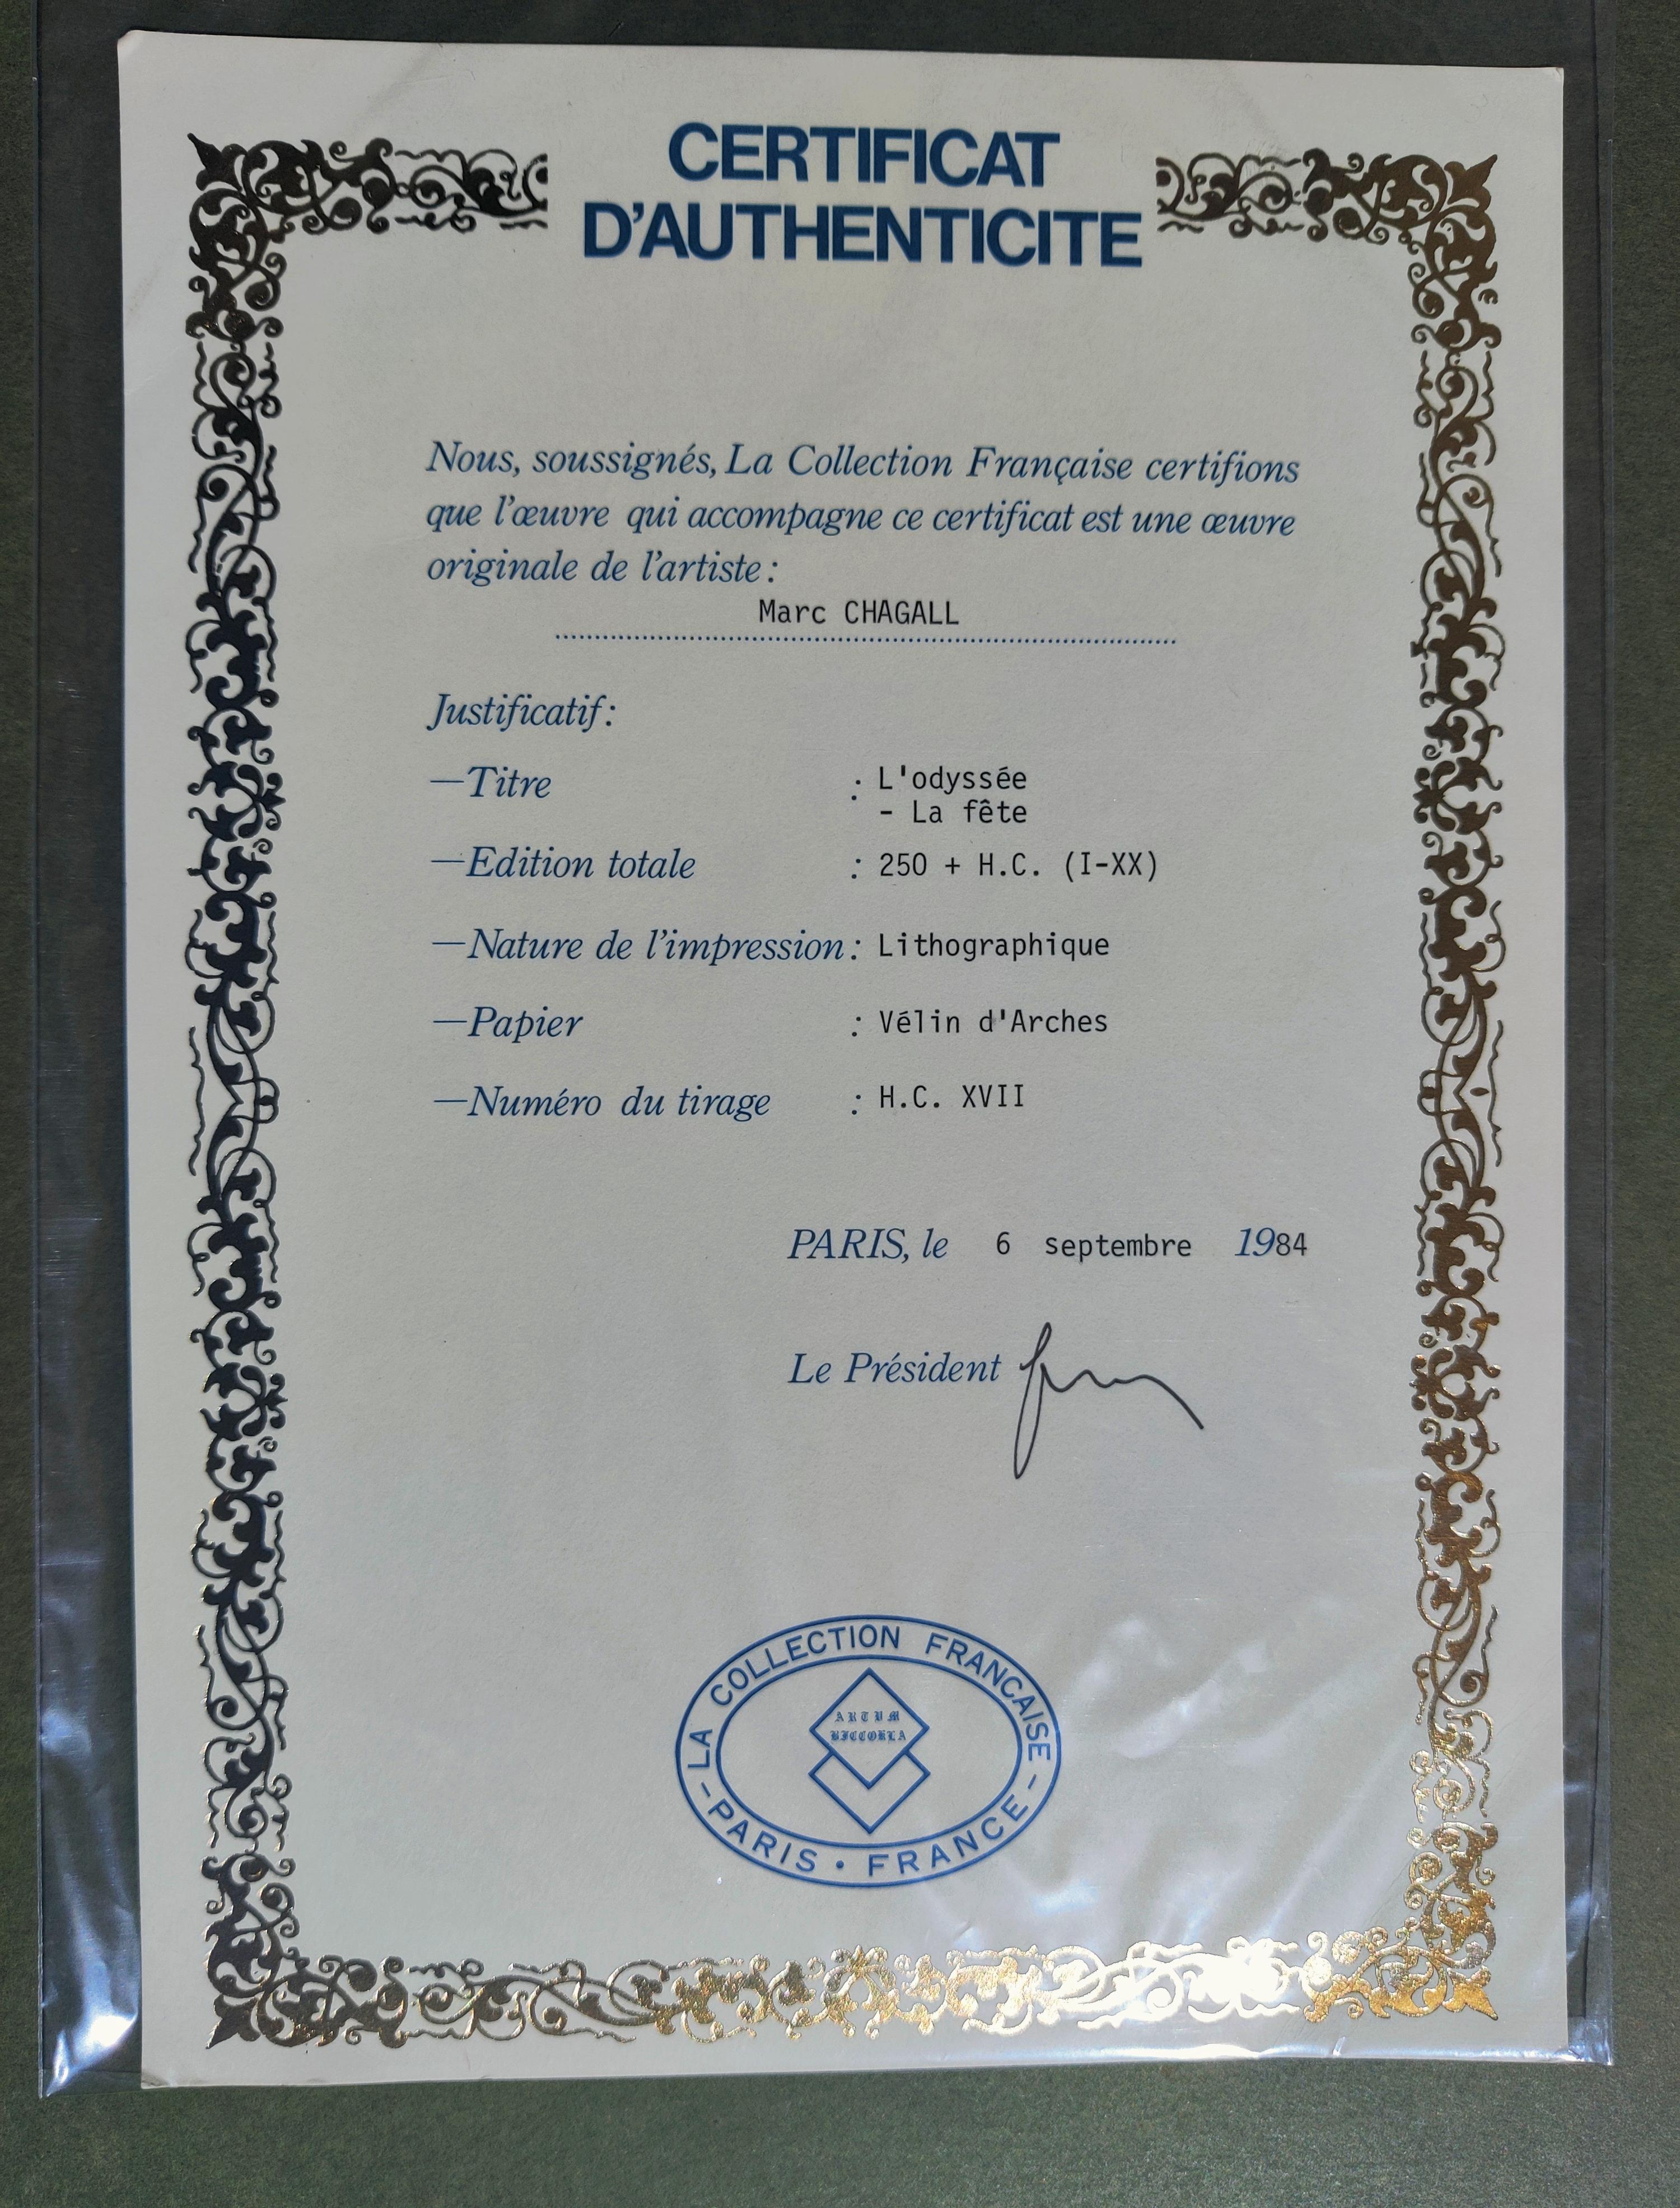 CERTIFICAT
D'AUTHENTICITE
Nous, soussignés, La Collection Française certifions
que l'œuvre qui accompagne ce certificat est une œuvre
originale de l'artiste :
Marc CHAGALL
Justificatif :
—Titre : L'odyssée
- La fête
—Edition totale : 250 + H.C. (I-XX)
—Nature de l'impression : Lithographique
—Papier : Vélin d'Arches
—Numéro du tirage : H.C. XVII
PARIS, le 6 septembre 1984
Le Président
- LA COLLECTION FRANCAISE -
ARTVM
PARIS • FRANCE